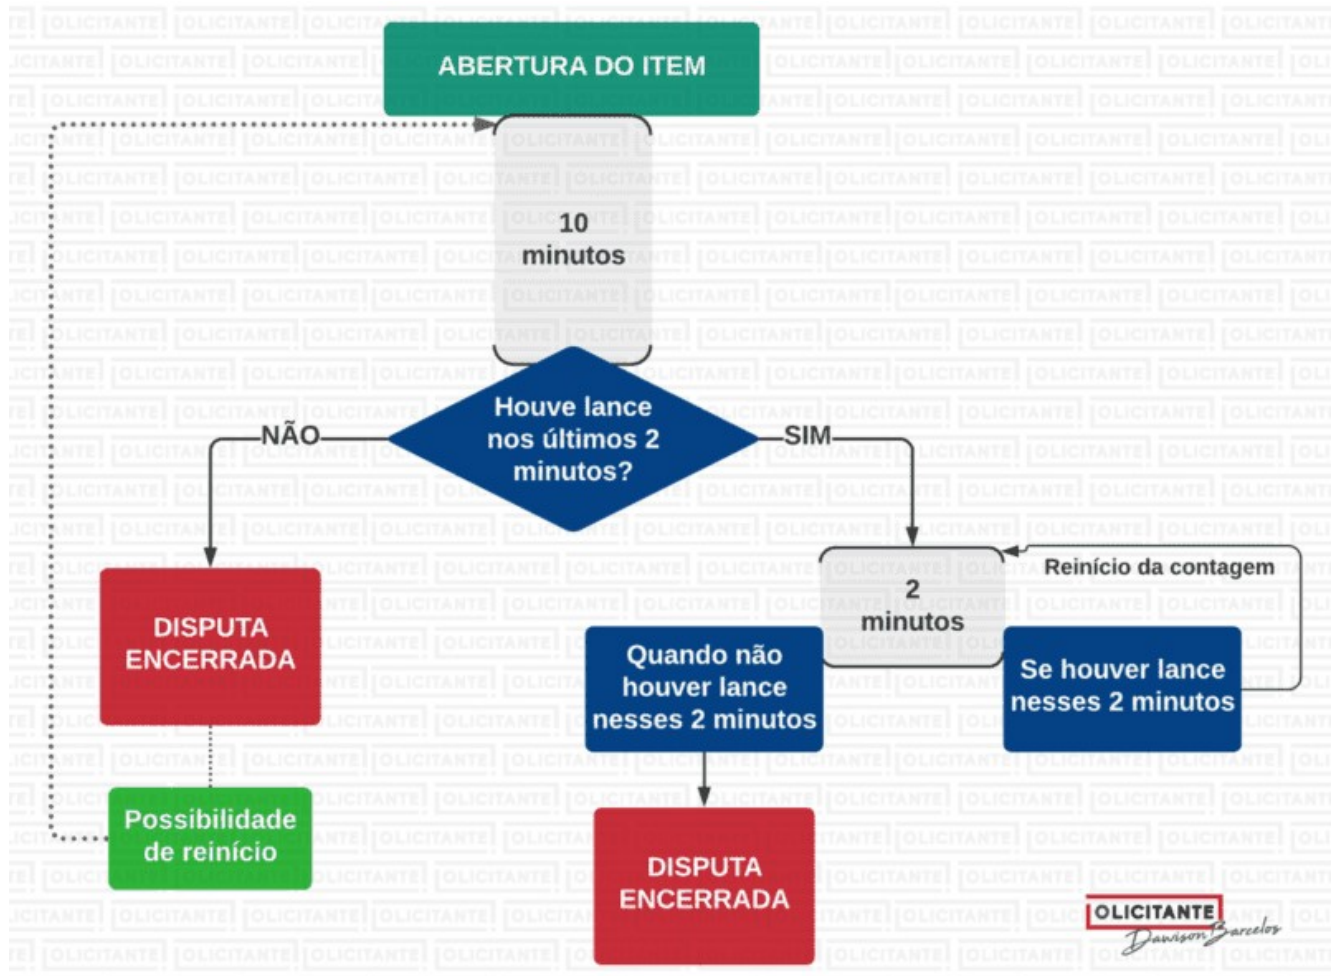 ABERTURA DO ITEM
10
minutos
Houve lance
nos últimos 2
minutos?
NÃO
SIM
DISPUTA
ENCERRADA
Possibilidade
de reinício
2
minutos
Reinício da contagem
Quando não
houver lance
nesses 2 minutos
Se houver lance
nesses 2 minutos
DISPUTA
ENCERRADA
OLICITANTE
Dawison Barcelos